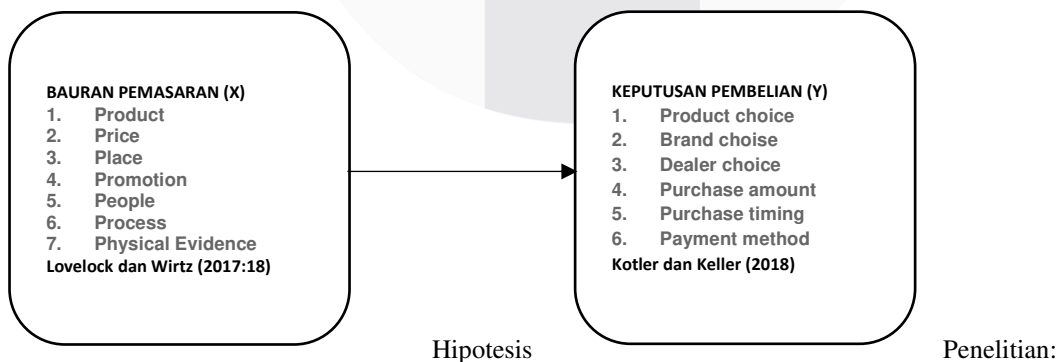 BAURAN PEMASARAN (X)
1. Product
2. Price
3. Place
4. Promotion
5. People
6. Process
7. Physical Evidence
Lovelock dan Wirtz (2017:18)
KEPUTUSAN PEMBELIAN (Y)
1. Product choice
2. Brand choise
3. Dealer choice
4. Purchase amount
5. Purchase timing
6. Payment method
Kotler dan Keller (2018)
Hipotesis Penelitian: